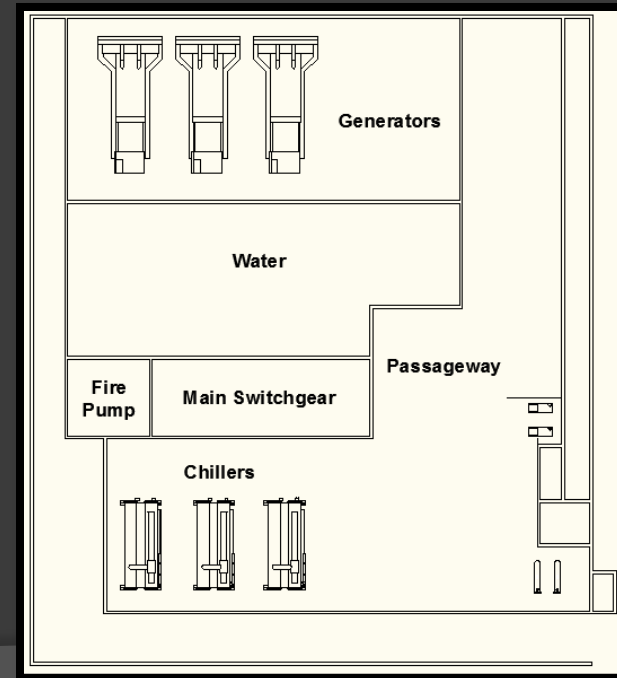 Generators
Water
Passageway
Fire
Pump
Main Switchgear
Chillers